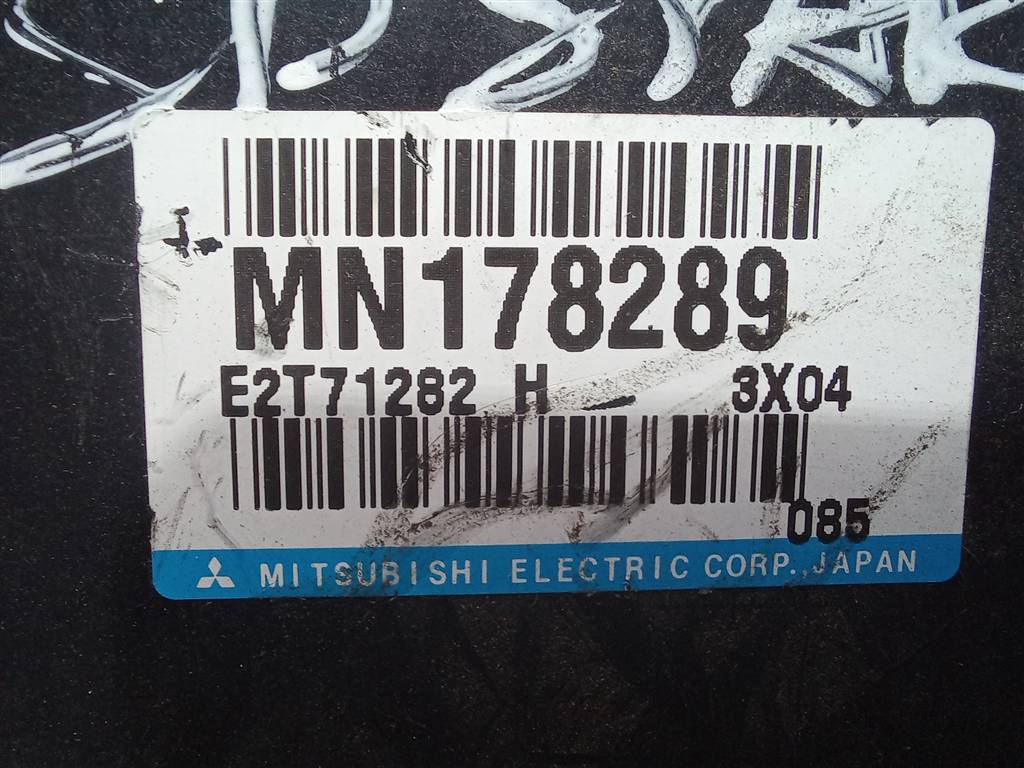 MN178289
E2T71282 H 3X04
085
MITSUBISHI ELECTRIC CORP., JAPAN